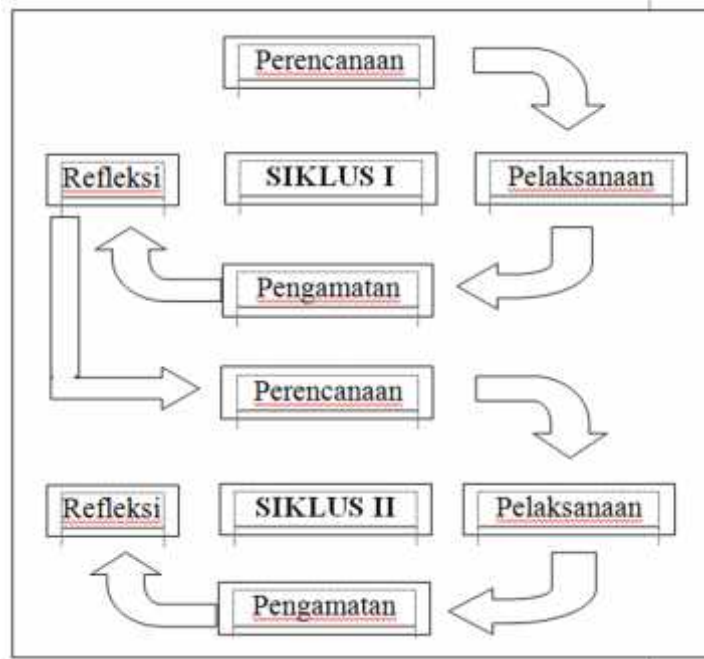 Perencanaan
Refleksi
SIKLUS I
Pelaksanaan
Pengamatan
Perencanaan
Refleksi
SIKLUS II
Pelaksanaan
Pengamatan